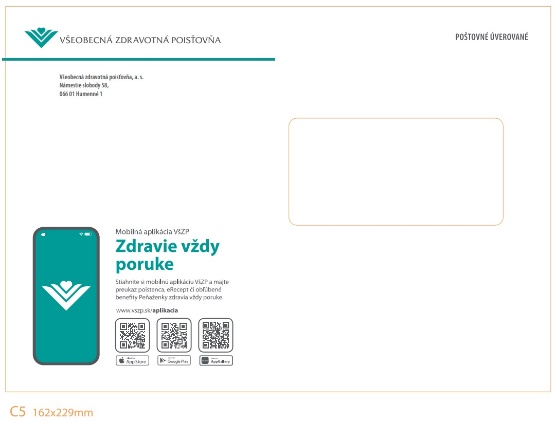 VŠEOBECNÁ ZDRAVOTNÁ POISŤOVŇA
POŠTOVNÉ ÚVEROVANÉ
Všeobecná zdravotná poisťovňa, a. s.
Námestie slobody 58,
066 01 Humenné 1
Mobilná aplikácia VšZP
Zdravie vždy
poruke
Stiahnite si mobilnú aplikáciu VšZP a majte
preukaz poistenca, eRecept či obľúbené
benefity Peňaženky zdravia vždy poruke
www.vszp.sk/aplikacia
App Store
Google Play
AppGallery
C5 162x229mm